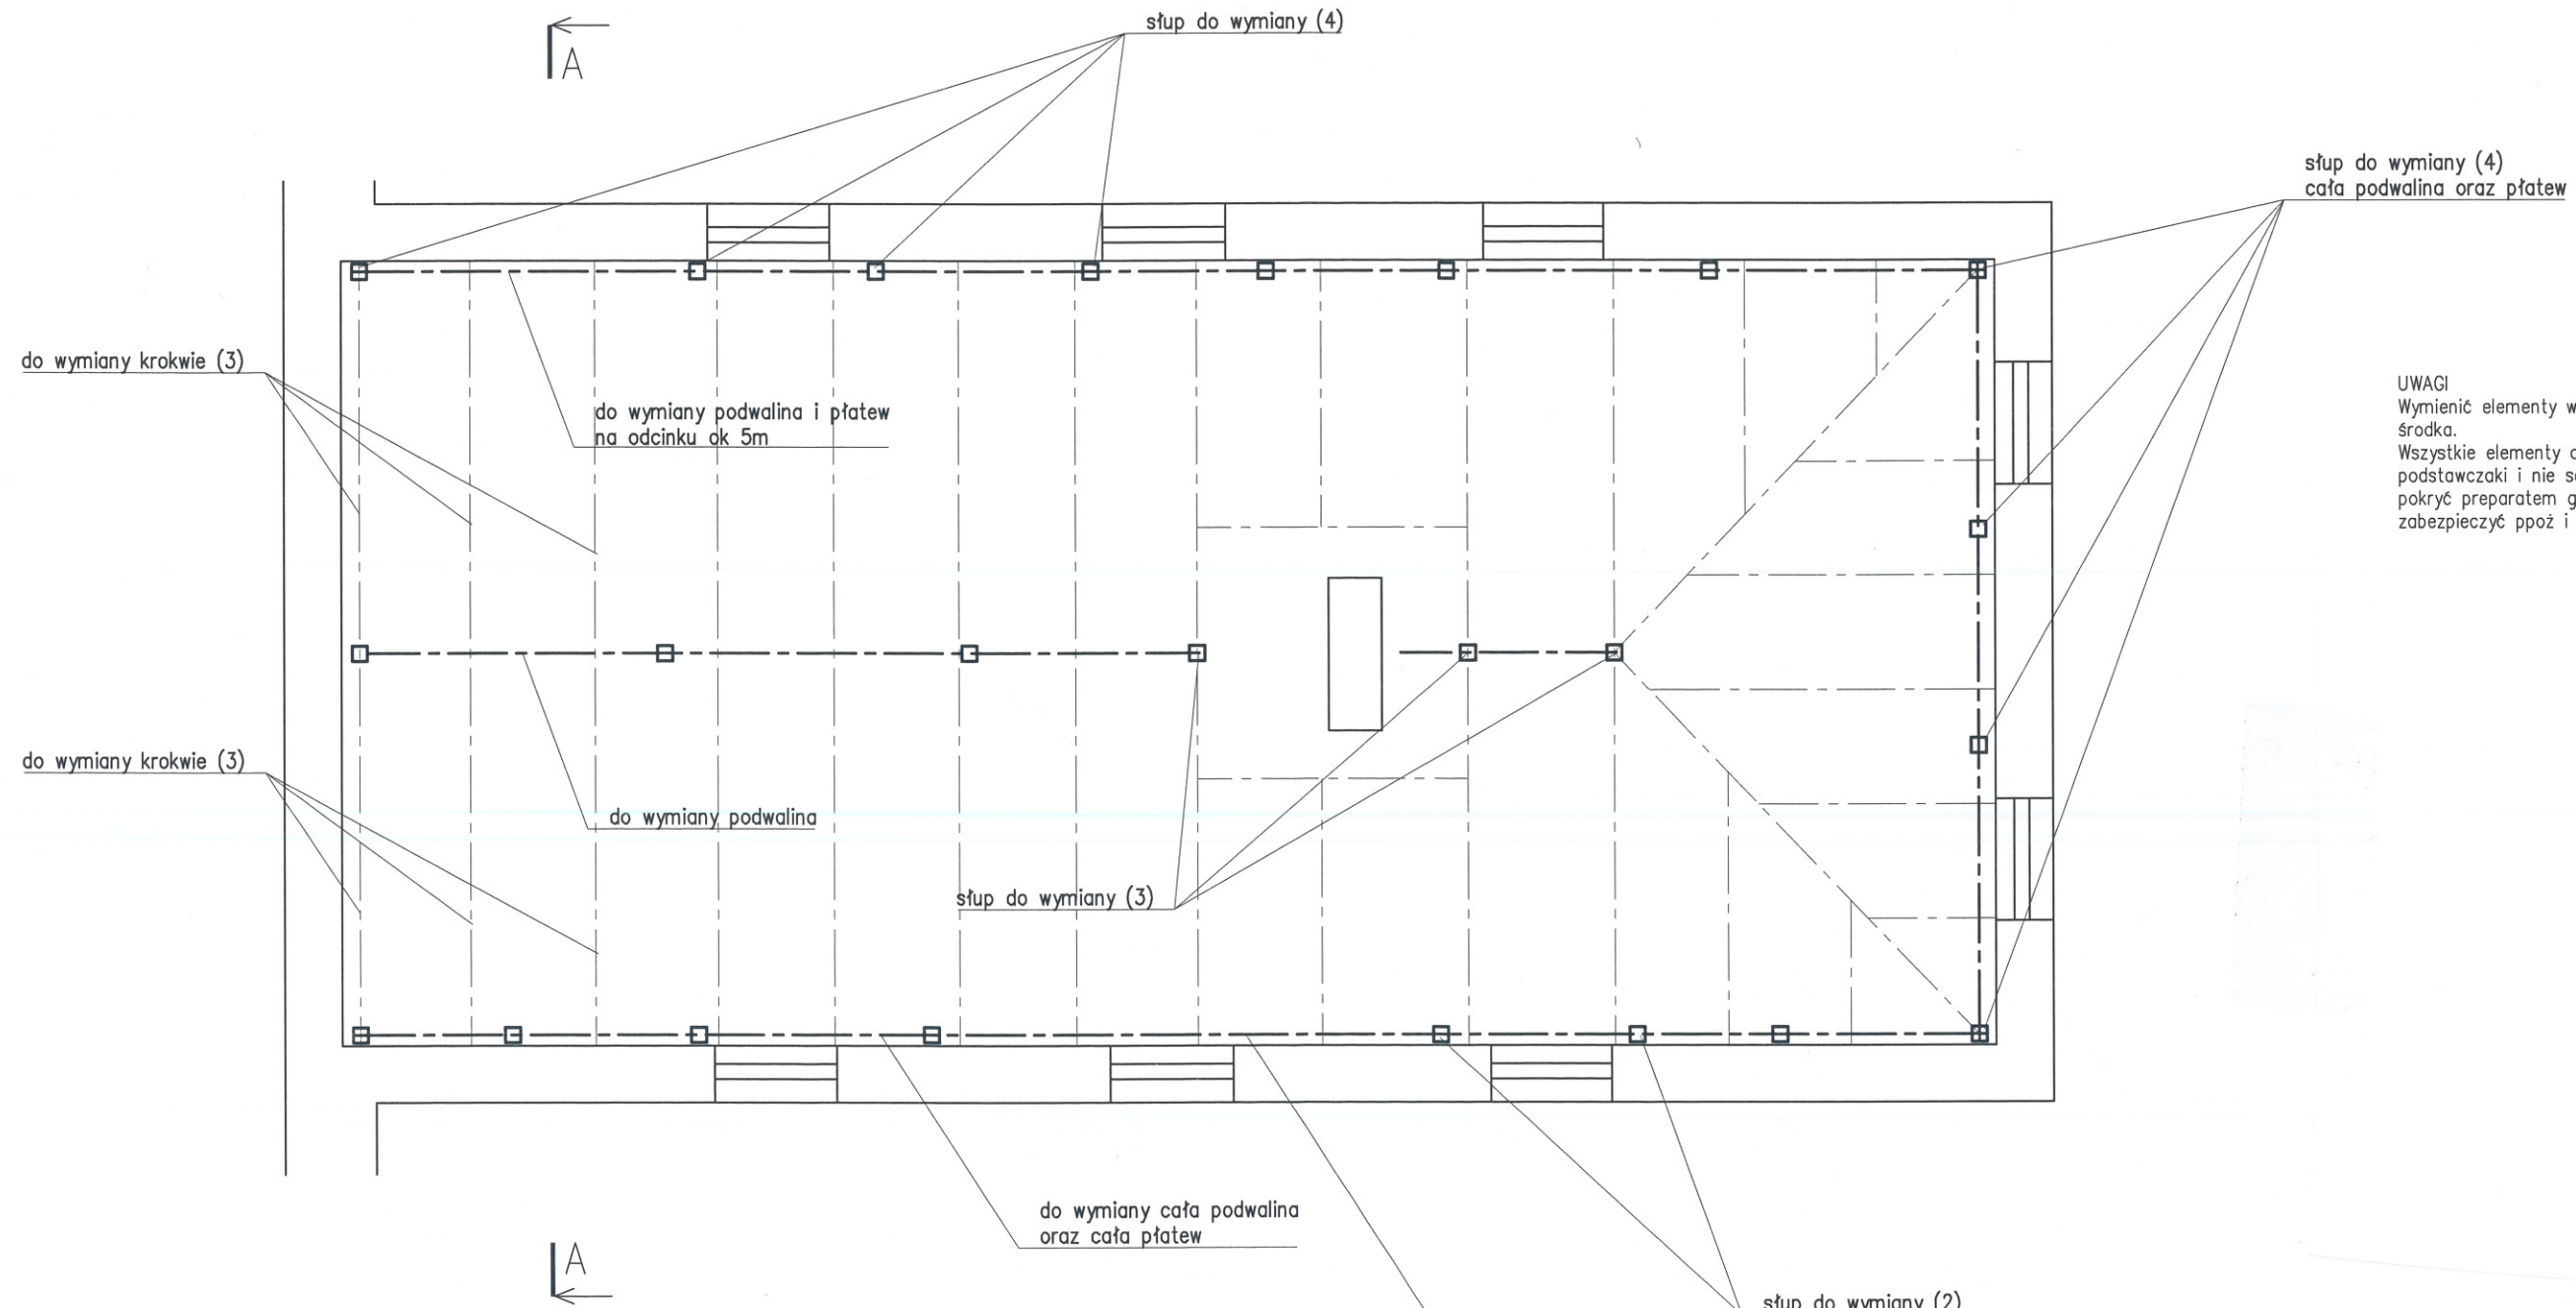 słup do wymiany (4)
A
słup do wymiany (4)
cała podwalina oraz płatew
do wymiany krokwie (3)
UWAGI
Wymienić elementy
środka.
do wymiany podwalina i płatew
na odcinku ok 5m
Wszystkie elementy
podstawczaki i nie
pokryć preparatem
zabezpieczyć ppoż i
do wymiany krokwie (3)
do wymiany podwalina
słup do wymiany (3)
do wymiany cała podwalina
oraz cała płatew
A
słup do wymiany (2)